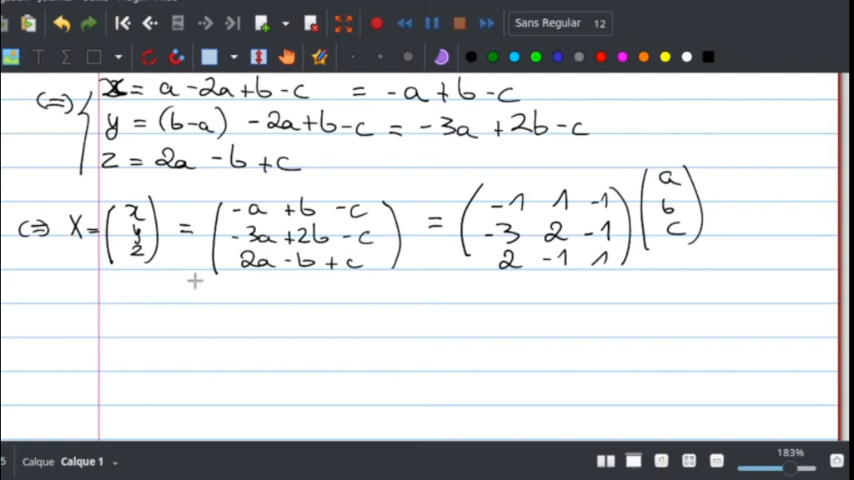 Sans Regular 12
(=) { x = a - 2a + b - c = -a + b - c
y = (b-a) - 2a + b - c = -3a + 2b - c
z = 2a - b + c
(=) X = ( x y z ) = ( -a + b - c -3a + 2b - c 2a - b + c ) = ( -1 1 -1 -3 2 -1 2 -1 1 ) ( a b c )
5 Calque Calque 1 183%